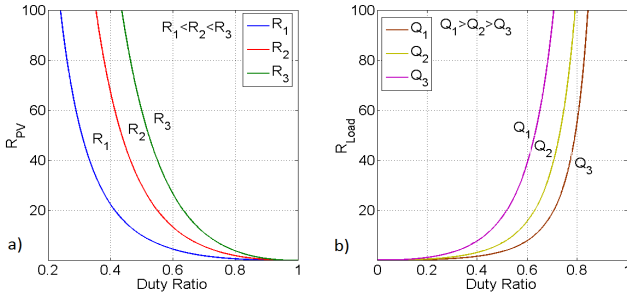 100
80
60
40
20
R_PV
0.2 0.4 0.6 0.8 1
Duty Ratio
a)
R1<R2<R3
R1
R2
R3
R1
R2
R3
100
80
60
40
20
R_Load
0 0.2 0.4 0.6 0.8 1
Duty Ratio
b)
Q1
Q2
Q3
Q1>Q2>Q3
Q1
Q2
Q3